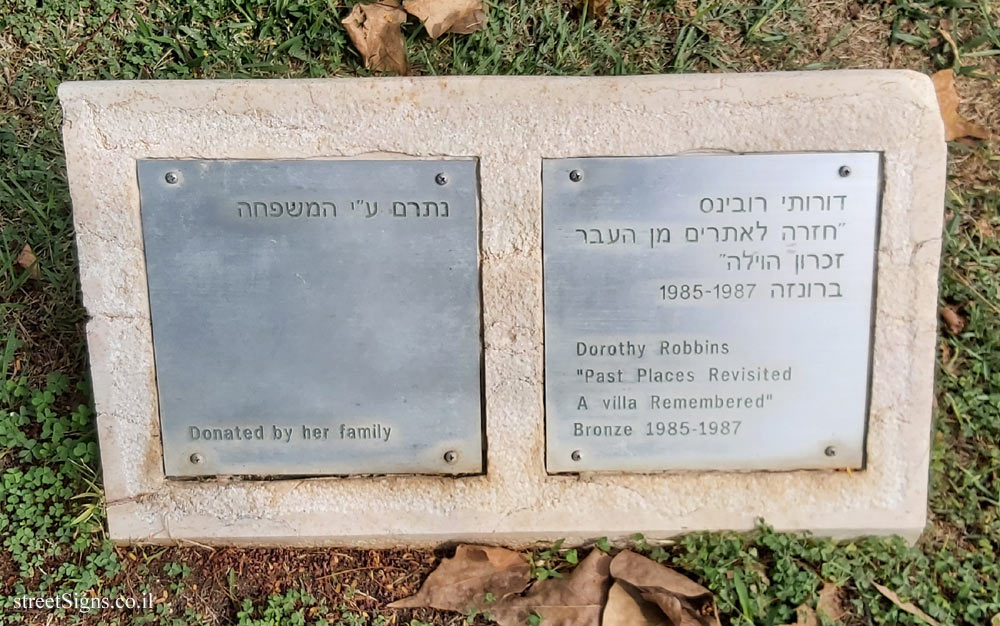 דורותי רובינס
"חזרה לאתרים מן העבר
זכרון הוילה"
ברונזה 1985-1987
Dorothy Robbins
"Past Places Revisited
A villa Remembered"
Bronze 1985-1987
נתרם ע"י המשפחה
Donated by her family
streetSigns.co.il